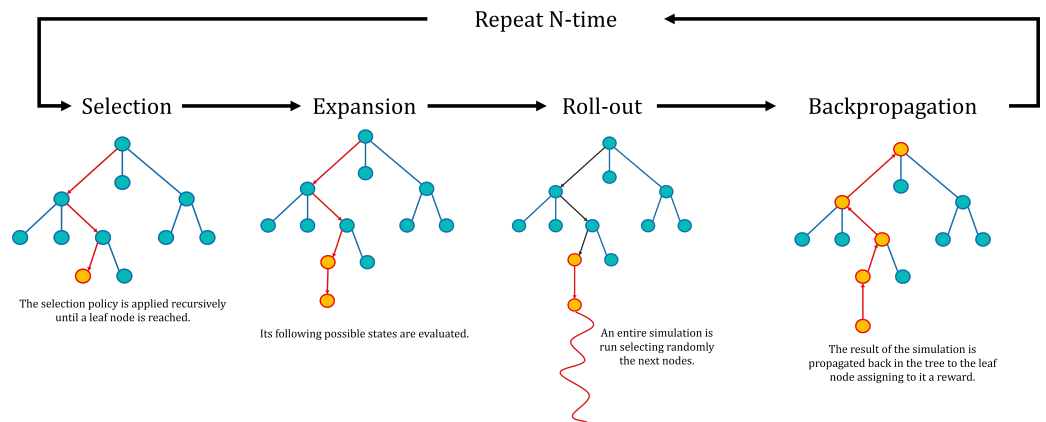 Repeat N-time
Selection
Expansion
Roll-out
Backpropagation
The selection policy is applied recursively
until a leaf node is reached.
Its following possible states are evaluated.
An entire simulation is
run selecting randomly
the next nodes.
The result of the simulation is
propagated back in the tree to the leaf
node assigning to it a reward.